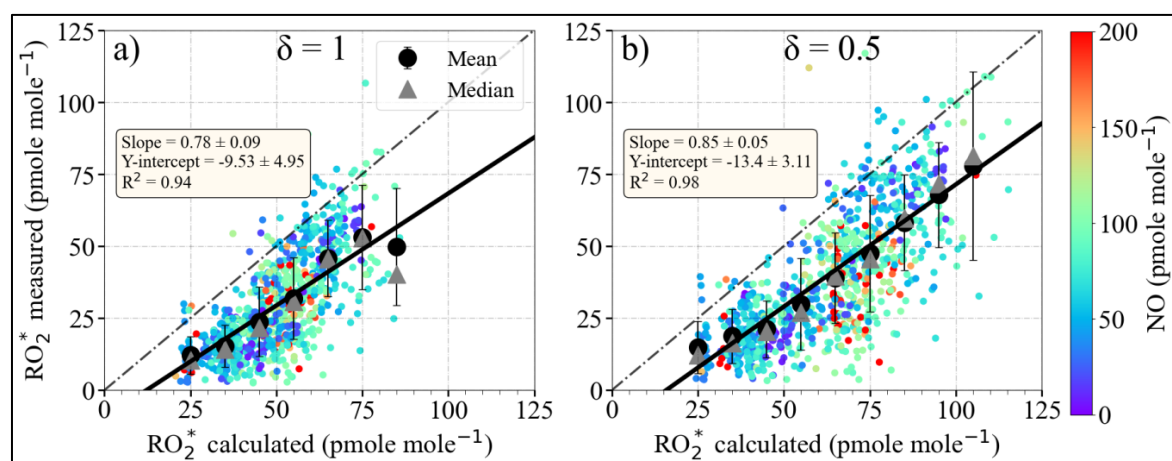 a)
δ = 1
Mean
Median
Slope = 0.78 ± 0.09
Y-intercept = -9.53 ± 4.95
R² = 0.94
125
100
75
50
25
0
0 25 50 75 100 125
RO₂* measured (pmole mole⁻¹)
RO₂* calculated (pmole mole⁻¹)
b)
δ = 0.5
Slope = 0.85 ± 0.05
Y-intercept = -13.4 ± 3.11
R² = 0.98
125
100
75
50
25
0
0 25 50 75 100 125
RO₂* calculated (pmole mole⁻¹)
200
150
100
50
0
NO (pmole mole⁻¹)